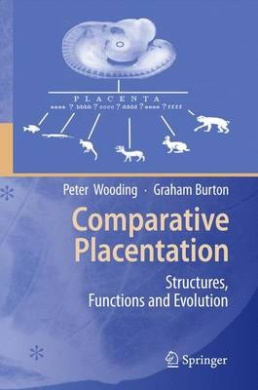 PLACENTA
Peter Wooding · Graham Burton
Comparative
Placentation
Structures,
Functions and Evolution
Springer